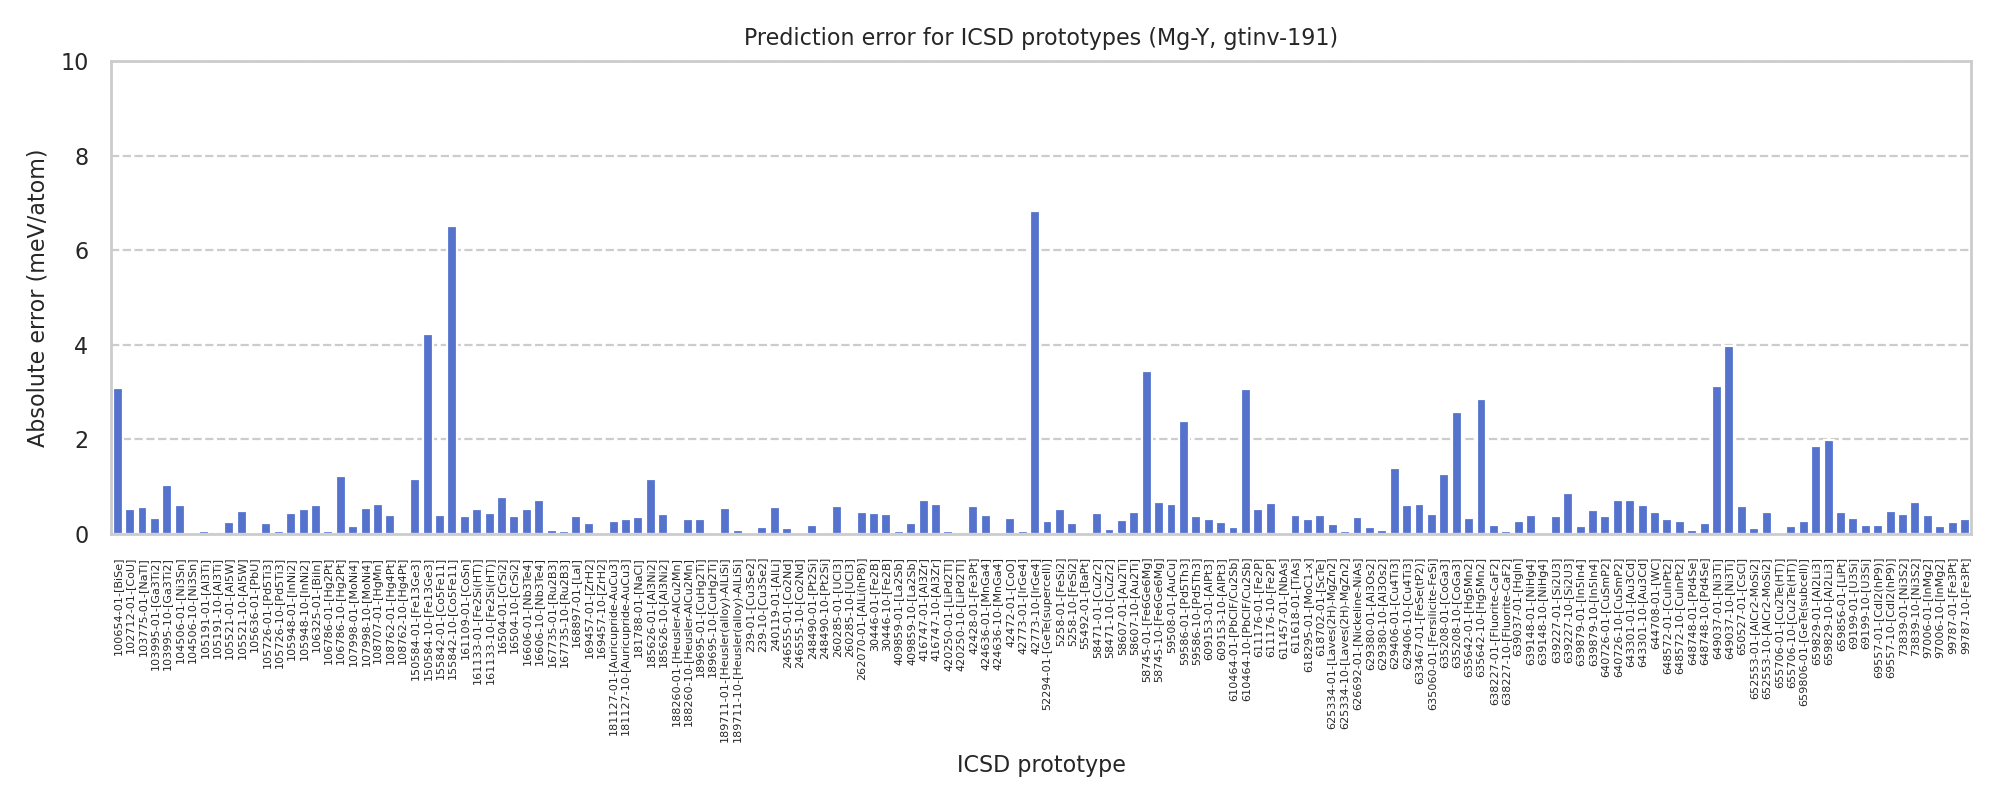 Prediction error for ICSD prototypes (Mg-Y, gtinv-191)
10
8
6
4
2
0
Absolute error (meV/atom)
100654-01-[BiSe]
102712-01-[CoU]
103775-01-[NaTl]
103995-01-[Ga3Ti2]
103995-10-[Ga3Ti2]
104506-01-[Ni3Sn]
104506-10-[Ni3Sn]
105191-01-[Al3Ti]
105191-10-[Al3Ti]
105521-01-[Al5W]
105521-10-[Al5W]
105636-01-[PbU]
105726-01-[Pd5Ti3]
105726-10-[Pd5Ti3]
105948-01-[InNi2]
105948-10-[InNi2]
106325-01-[BiIn]
106786-01-[Hg2Pt]
106786-10-[Hg2Pt]
107998-01-[MoNi4]
107998-10-[MoNi4]
108707-01-[HgMn]
108762-01-[Hg4Pt]
108762-10-[Hg4Pt]
150584-01-[Fe13Ge3]
150584-10-[Fe13Ge3]
155842-01-[Co5Fe11]
155842-10-[Co5Fe11]
161109-01-[CoSn]
161133-01-[Fe2Si(HT)]
161133-10-[Fe2Si(HT)]
16504-01-[CrSi2]
16504-10-[CrSi2]
16606-01-[Nb3Te4]
16606-10-[Nb3Te4]
167735-01-[Ru2B3]
167735-10-[Ru2B3]
168897-01-[LaI]
169457-01-[ZrH2]
169457-10-[ZrH2]
181127-01-[Auricupride-AuCu3]
181127-10-[Auricupride-AuCu3]
181788-01-[NaCl]
185626-01-[Al3Ni2]
185626-10-[Al3Ni2]
188260-01-[Heusler-AlCu2Mn]
188260-10-[Heusler-AlCu2Mn]
189695-01-[CuHg2Ti]
189695-10-[CuHg2Ti]
189711-01-[Heusler(alloy)-AlLiSi]
189711-10-[Heusler(alloy)-AlLiSi]
239-01-[Cu3Se2]
239-10-[Cu3Se2]
240119-01-[AlLi]
246555-01-[Co2Nd]
246555-10-[Co2Nd]
248490-01-[Pt2Si]
248490-10-[Pt2Si]
260285-01-[UCl3]
260285-10-[UCl3]
262070-01-[AlLi(hP8)]
30446-01-[Fe2B]
30446-10-[Fe2B]
409859-01-[La2Sb]
409859-10-[La2Sb]
416747-01-[Al3Zr]
416747-10-[Al3Zr]
420250-01-[LiPd2Tl]
420250-10-[LiPd2Tl]
42428-01-[Fe3Pt]
424636-01-[MnGa4]
424636-10-[MnGa4]
42472-01-[CoO]
42773-01-[IrGe4]
42773-10-[IrGe4]
52294-01-[GeTe(supercell)]
5258-01-[FeSi2]
5258-10-[FeSi2]
55492-01-[BaPt]
58471-01-[CuZr2]
58471-10-[CuZr2]
58607-01-[Au2Ti]
58607-10-[Au2Ti]
58745-01-[Fe6Ge6Mg]
58745-10-[Fe6Ge6Mg]
59508-01-[AuCu]
59586-01-[Pd5Th3]
59586-10-[Pd5Th3]
609153-01-[AlPt3]
609153-10-[AlPt3]
610464-01-[PbClF/Cu2Sb]
610464-10-[PbClF/Cu2Sb]
611176-01-[Fe2P]
611176-10-[Fe2P]
611457-01-[NbAs]
611618-01-[TiAs]
618295-01-[MoC1-x]
618702-01-[ScTe]
625334-01-[Laves(2H)-MgZn2]
625334-10-[Laves(2H)-MgZn2]
626692-01-[Nickeline-NiAs]
629380-01-[Al3Os2]
629380-10-[Al3Os2]
629406-01-[Cu4Ti3]
629406-10-[Cu4Ti3]
633467-01-[FeSe(tP2)]
635060-01-[Fersilicite-FeSi]
635208-01-[CoGa3]
635208-10-[CoGa3]
635642-01-[Hg5Mn2]
635642-10-[Hg5Mn2]
638227-01-[Fluorite-CaF2]
638227-10-[Fluorite-CaF2]
639037-01-[HgIn]
639148-01-[NiHg4]
639148-10-[NiHg4]
639227-01-[Si2U3]
639227-10-[Si2U3]
639879-01-[In5In4]
639879-10-[In5In4]
640726-01-[CuSmP2]
640726-10-[CuSmP2]
643301-01-[Au3Cd]
643301-10-[Au3Cd]
644708-01-[WC]
648572-01-[CuInPt2]
648572-10-[CuInPt2]
648748-01-[Pd4Se]
648748-10-[Pd4Se]
649037-01-[Ni3Ti]
649037-10-[Ni3Ti]
650527-01-[CsCl]
652553-01-[AlCr2-MoSi2]
652553-10-[AlCr2-MoSi2]
655706-01-[Cu2Te(HT)]
655706-10-[Cu2Te(HT)]
659806-01-[GeTe(subcell)]
659829-01-[Al2Li3]
659829-10-[Al2Li3]
659856-01-[LiPt]
69199-01-[U3Si]
69199-10-[U3Si]
69557-01-[CdI2(hP9)]
69557-10-[CdI2(hP9)]
73839-01-[Ni3S2]
73839-10-[Ni3S2]
97006-01-[InMg2]
97006-10-[InMg2]
99787-01-[Fe3Pt]
99787-10-[Fe3Pt]
ICSD prototype